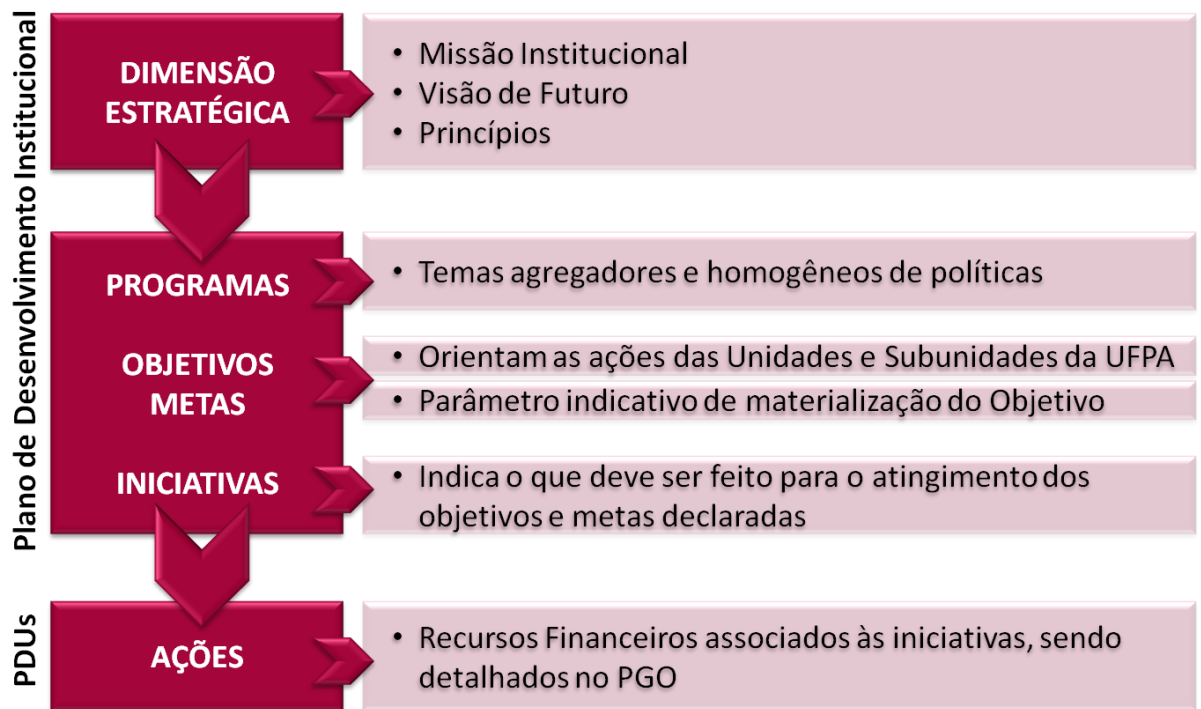 Plano de Desenvolvimento Institucional
DIMENSÃO
ESTRATÉGICA
• Missão Institucional
• Visão de Futuro
• Princípios
PROGRAMAS
• Temas agregadores e homogêneos de políticas
OBJETIVOS
METAS
• Orientam as ações das Unidades e Subunidades da UFPA
• Parâmetro indicativo de materialização do Objetivo
INICIATIVAS
• Indica o que deve ser feito para o atingimento dos
objetivos e metas declaradas
PDUs
AÇÕES
• Recursos Financeiros associados às iniciativas, sendo
detalhados no PGO